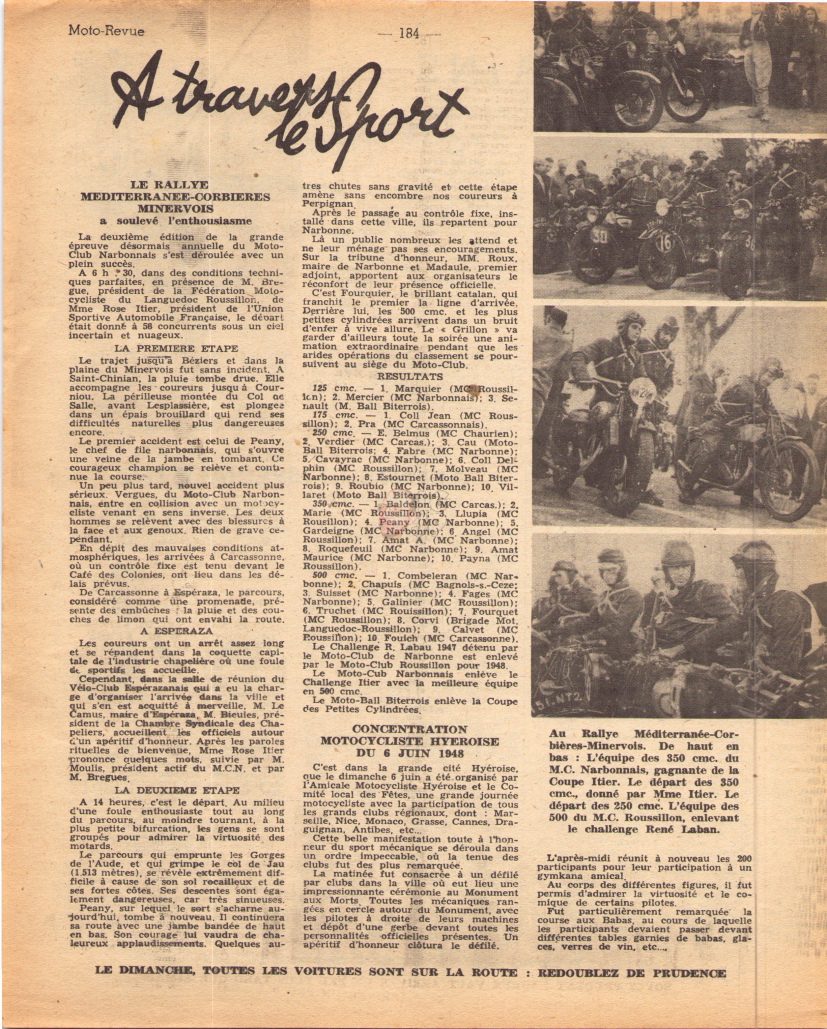 Moto-Revue
— 184 —
A travers
le Sport
LE RALLYE
MEDITERRANEE-CORBIERES
MINERVOIS
a soulevé l'enthousiasme
La deuxième édition de la grande
épreuve désormais annuelle du Moto-
Club Narbonnais s'est déroulée avec un
plein succès.
A 6 h 30, dans des conditions techni-
ques parfaites, en présence de M. Bre-
gue, président de la Fédération Moto-
cycliste du Languedoc Roussillon, de
Mme Rose Itier, président de l'Union
Sportive Automobile Française, le départ
était donné à 58 concurrents sous un ciel
incertain et nuageux.
LA PREMIERE ETAPE
Le trajet jusqu'à Béziers et dans la
plaine du Minervois fut sans incident. A
Saint-Chinian, la pluie tombe drue. Elle
accompagne les coureurs jusqu'à Cour-
niou. La périlleuse montée du Col de
Salle, avant Lesplassière, est plongée
dans un épais brouillard qui rend ses
difficultés naturelles plus dangereuses
encore.
Le premier accident est celui de Peany,
le chef de file narbonnais, qui s'ouvre
une veine de la jambe en tombant. Ce
courageux champion se relève et conti-
nue la course.
Un peu plus tard, nouvel accident plus
sérieux. Vergues, du Moto-Club Narbon-
nais, entre en collision avec un motocy-
cliste venant en sens inverse. Les deux
hommes se relèvent avec des blessures à
la face et aux genoux. Rien de grave ce-
pendant.
En dépit des mauvaises conditions at-
mosphériques, les arrivées à Carcassonne,
où un contrôle fixe est tenu devant le
Café des Colonies, ont lieu dans les dé-
lais prévus.
De Carcassonne à Espéraza, le parcours,
considéré comme une promenade, pré-
sente des embûches : la pluie et des cou-
ches de limon qui ont envahi la route.
A ESPERAZA
Les coureurs ont un arrêt assez long
et se répandent dans la coquette capi-
tale de l'industrie chapelière où une foule
de sportifs les accueille.
Cependant, dans la salle de réunion du
Vélo-Club Espérazanais qui a eu la char-
ge d'organiser l'arrivée dans la ville et
qui s'en est acquitté à merveille, M. Le
Camus, maire d'Espéraza, M. Bieules, pré-
sident de la Chambre Syndicale des Cha-
peliers, accueillent les officiels autour
d'un apéritif d'honneur. Après les paroles
rituelles de bienvenue, Mme Rose Itier
prononce quelques mots, suivie par M.
Moulis, président actif du M.C.N. et par
M. Bregues.
LA DEUXIEME ETAPE
A 14 heures, c'est le départ. Au milieu
d'une foule enthousiaste tout au long
du parcours, au moindre tournant, à la
plus petite bifurcation, les gens se sont
groupés pour admirer la virtuosité des
motards.
Le parcours qui emprunte les Gorges
de l'Aude, et qui grimpe le col de Jau
(1.513 mètres), se révèle extrêmement dif-
ficile à cause de son sol rocailleux et de
ses fortes côtes. Ses descentes sont éga-
lement dangereuses, car très sinueuses.
Peany, sur lequel le sort s'acharne au-
jourd'hui, tombe à nouveau. Il continuera
sa route avec une jambe bandée de haut
en bas. Son courage lui vaudra de cha-
leureux applaudissements. Quelques au-
tres chutes sans gravité et cette étape
amène sans encombre nos coureurs à
Perpignan
Après le passage au contrôle fixe, ins-
tallé dans cette ville, ils repartent pour
Narbonne.
Là un public nombreux les attend et
ne leur ménage pas ses encouragements.
Sur la tribune d'honneur, MM. Roux,
maire de Narbonne et Madaule, premier
adjoint, apportent aux organisateurs le
réconfort de leur présence officielle.
C'est Fourquier, le brillant catalan, qui
franchit le premier la ligne d'arrivée.
Derrière lui, les 500 cmc. et les plus
petites cylindrées arrivent dans un bruit
d'enfer à vive allure. Le « Grillon » va
garder d'ailleurs toute la soirée une ani-
mation extraordinaire pendant que les
arides opérations du classement se pour-
suivent au siège du Moto-Club.
RESULTATS
125 cmc. — 1. Marquier (MC Roussil-
lon); 2. Mercier (MC Narbonnais); 3. Se-
nault (M. Ball Biterrois).
175 cmc. — 1. Coll Jean (MC Rous-
sillon); 2. Pra (MC Carcassonnais).
250 cmc. — E. Belmus (MC Chaurien);
2. Verdier (MC Carcas.); 3. Cau (Moto-
Ball Biterrois; 4. Fabre (MC Narbonne);
5. Cavayrac (MC Narbonne); 6. Coll Del-
phin (MC Roussillon); 7. Molveau (MC
Narbonne); 8. Estournet (Moto Ball Biter-
rois); 9. Roubio (MC Narbonne); 10. Vil-
laret (Moto Ball Biterrois).
350 cmc. — 1. Baldelon (MC Carcas.); 2.
Marie (MC Roussillon); 3. Llupia (MC
Rousillon); 4. Peany (MC Narbonne); 5.
Gardeigne (MC Narbonne); 6. Angel (MC
Roussillon); 7. Amat A. (MC Narbonne);
8. Roquefeuil (MC Narbonne); 9. Amat
Maurice (MC Narbonne); 10. Payna (MC
Roussillon).
500 cmc. — 1. Combeleran (MC Nar-
bonne); 2. Chapuis (MC Bagnols-s.-Ceze);
3. Suisset (MC Narbonne); 4. Fages (MC
Narbonne); 5. Galinier (MC Roussillon);
6. Truchet (MC Rouissillon); 7. Fourquet
(MC Roussillon); 8. Corvi (Brigade Mot.
Languedoc-Roussillon); 9. Calvet (MC
Roussillon); 10 Fouich (MC Carcassonne).
Le Challenge R. Labau 1947 détenu par
le Moto-Club de Narbonne est enlevé
par le Moto-Club Roussillon pour 1948.
Le Moto-Cub Narbonnais enlève le
Challenge Itier avec la meilleure équipe
en 500 cmc.
Le Moto-Ball Biterrois enlève la Coupe
des Petites Cylindrées.
CONCENTRATION
MOTOCYCLISTE HYEROISE
DU 6 JUIN 1948
C'est dans la grande cité Hyéroise,
que le dimanche 6 juin a été organisé par
l'Amicale Motocycliste Hyéroise et le Co-
mité local des Fêtes, une grande journée
motocycliste avec la participation de tous
les grands clubs régionaux, dont : Mar-
seille, Nice, Monaco, Grasse, Cannes, Dra-
guignan, Antibes, etc...
Cette belle manifestation toute à l'hon-
neur du sport mécanique se déroula dans
un ordre impeccable, où la tenue des
clubs fut des plus remarquée.
La matinée fut consacrée à un défilé
par clubs dans la ville où eut lieu une
impressionnante cérémonie au Monument
aux Morts. Toutes les mécaniques ran-
gées en cercle autour du Monument, avec
les pilotes à droite de leurs machines
et dépôt d'une gerbe devant toutes les
personnalités officielles présentes. Un
apéritif d'honneur clôtura le défilé.
16
Au Rallye Méditerranée-Cor-
bières-Minervois. De haut en
bas : L'équipe des 350 cmc. du
M.C. Narbonnais, gagnante de la
Coupe Itier. Le départ des 350
cmc., donné par Mme Itier. Le
départ des 250 cmc. L'équipe des
500 du M.C. Roussillon, enlevant
le challenge René Laban.
L'après-midi réunit à nouveau les 200
participants pour leur participation à un
gymkana amical.
Au corps des différentes figures, il fut
permis d'admirer la virtuosité et le co-
mique de certains pilotes.
Fut particulièrement remarquée la
course aux Babas, au cours de laquelle
les participants devaient passer devant
différentes tables garnies de babas, gla-
ces, verres de vin, etc...
LE DIMANCHE, TOUTES LES VOITURES SONT SUR LA ROUTE : REDOUBLEZ DE PRUDENCE